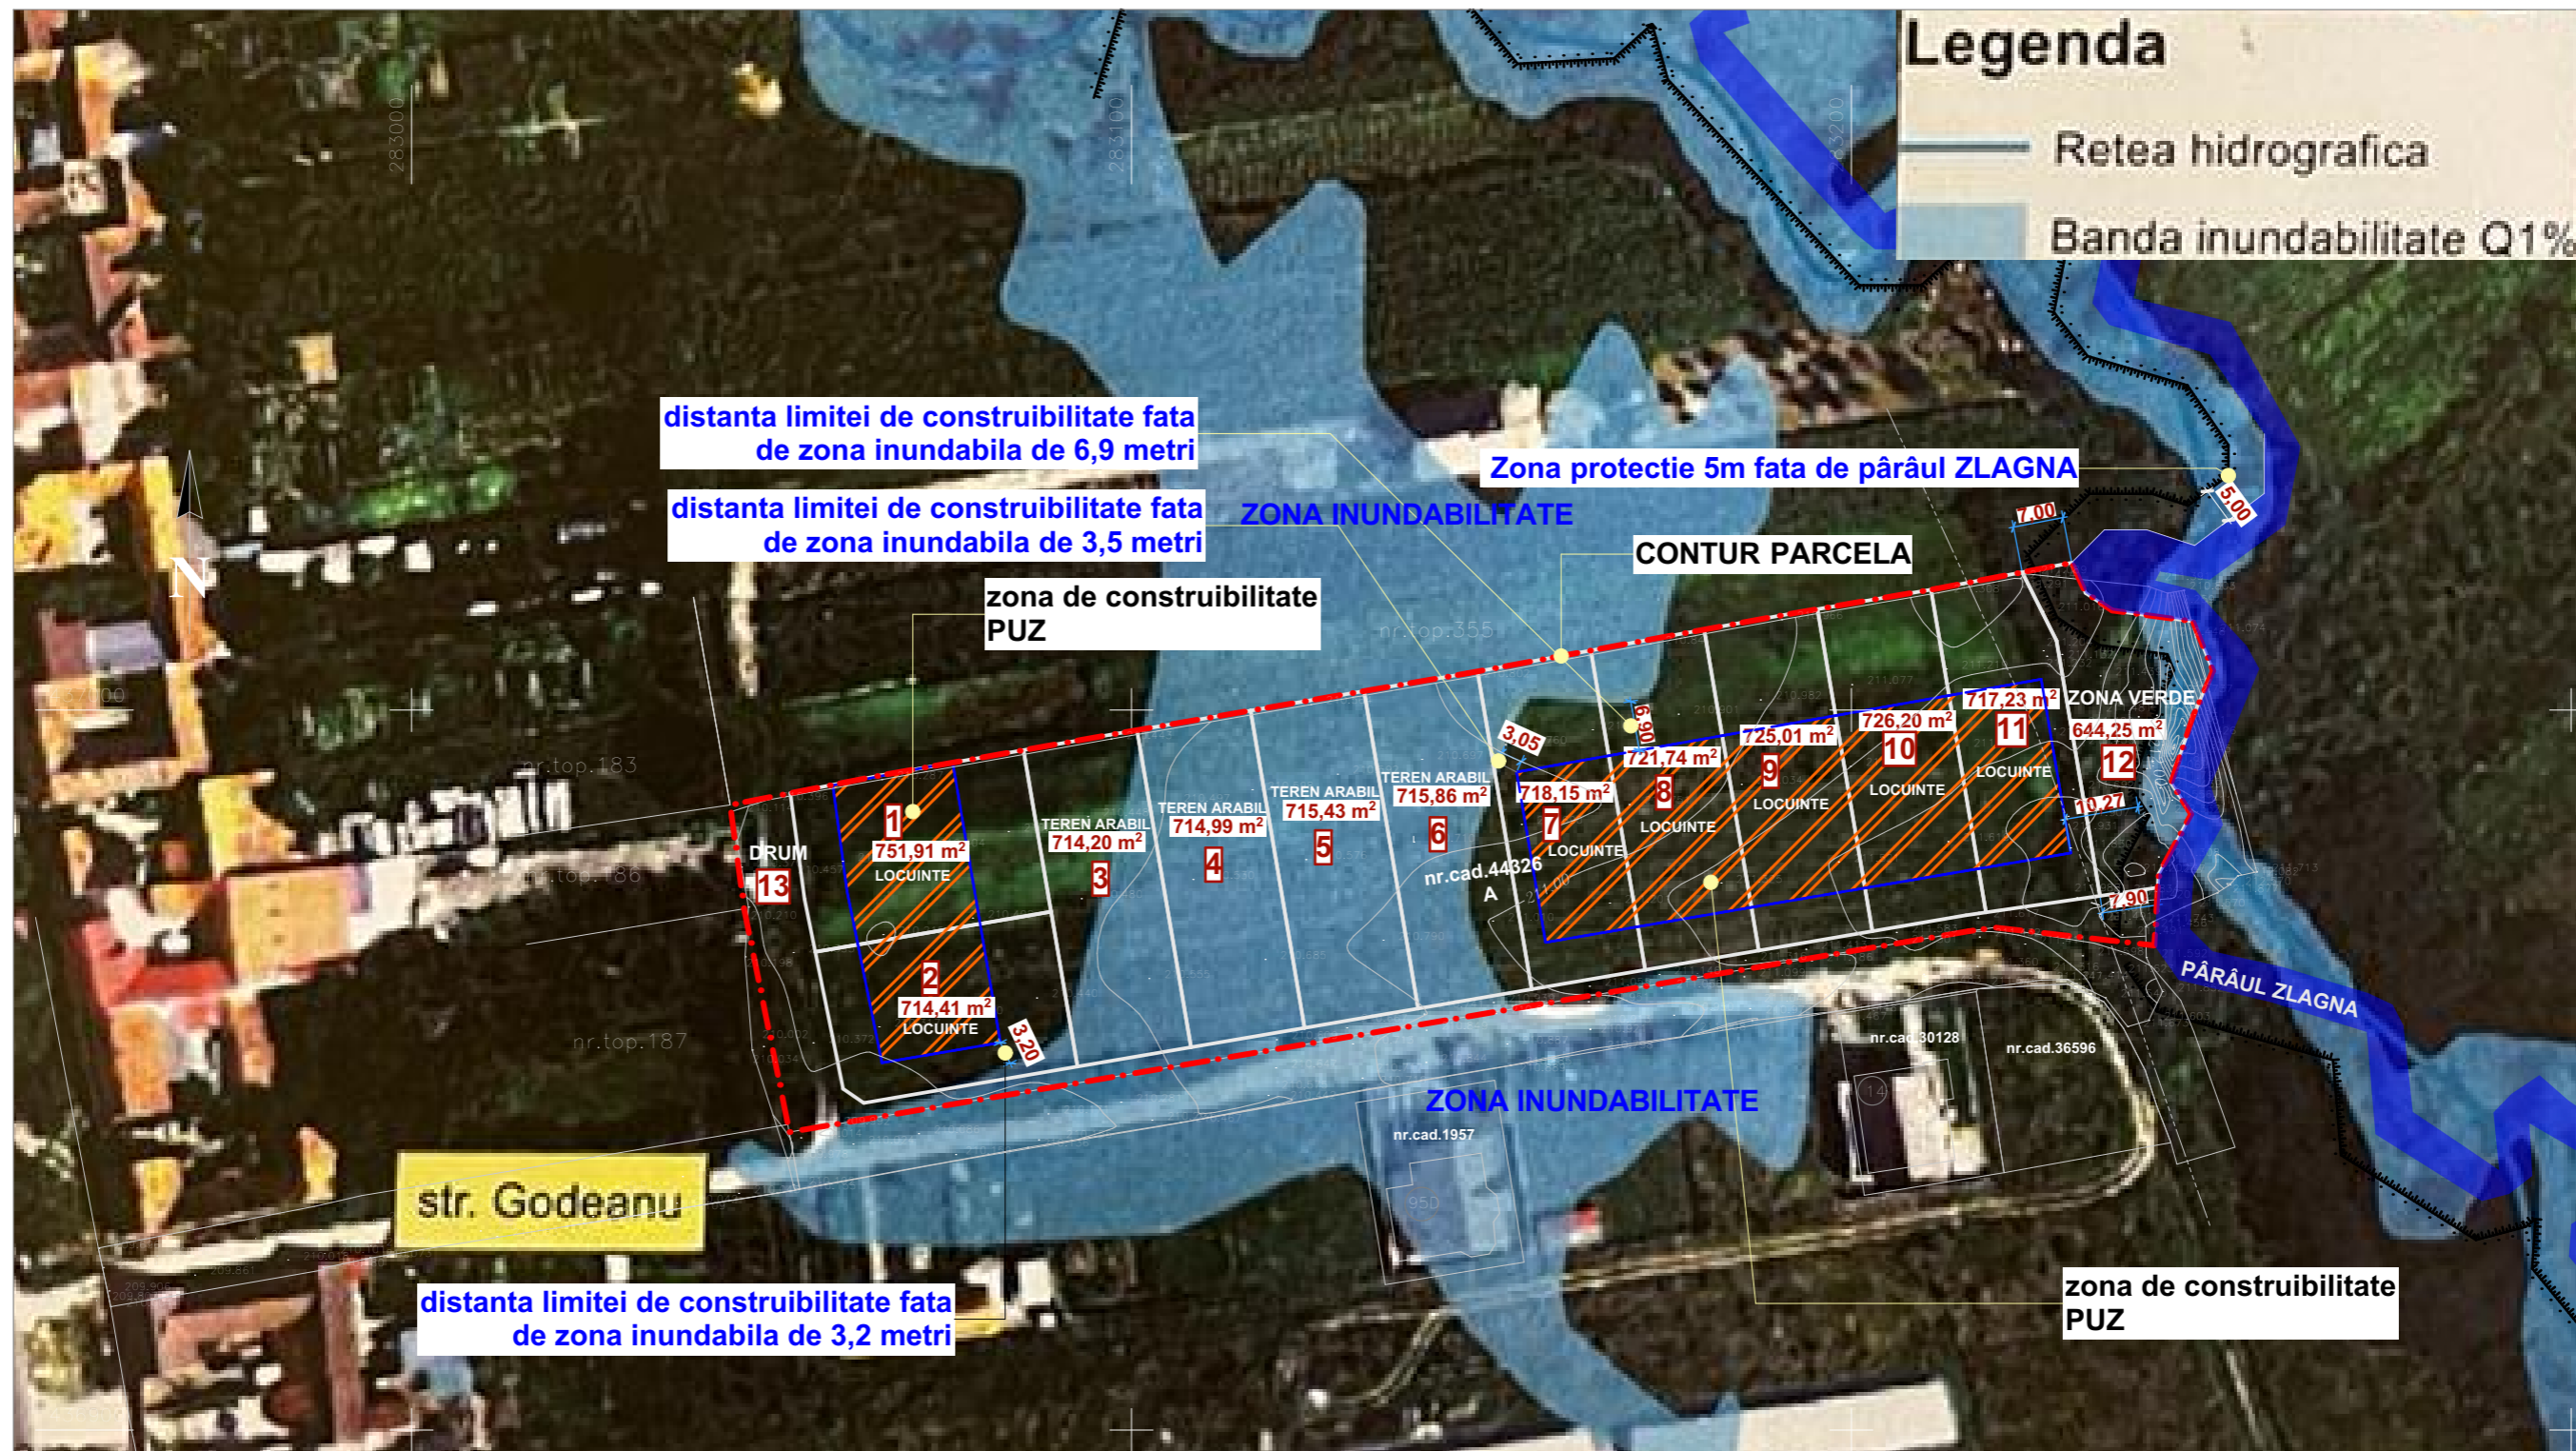 Legenda
Retea hidrografica
Banda inundabilitate Q1%
283000
283100
283200
distanta limitei de construibilitate fata
de zona inundabila de 6,9 metri
Zona protectie 5m fata de pârâul ZLAGNA
5.00
distanta limitei de construibilitate fata
de zona inundabila de 3,5 metri
ZONA INUNDABILITATE
7.00
CONTUR PARCELA
N
zona de construibilitate
PUZ
nr.top.355
nr.top.183
nr.top.186
nr.top.187
DRUM
13
1
751,91 m²
LOCUINTE
2
714,41 m²
LOCUINTE
3,20
TEREN ARABIL
714,20 m²
3
TEREN ARABIL
714,99 m²
4
TEREN ARABIL
715,43 m²
5
TEREN ARABIL
715,86 m²
6
3,05
6.90
718,15 m²
7
LOCUINTE
nr.cad.44326
A
721,74 m²
8
LOCUINTE
725,01 m²
9
LOCUINTE
726,20 m²
10
LOCUINTE
717,23 m²
11
LOCUINTE
ZONA VERDE
644,25 m²
12
10.27
7.90
PÂRÂUL ZLAGNA
nr.cad.30128
nr.cad.36596
14
ZONA INUNDABILITATE
nr.cad.1957
95D
str. Godeanu
distanta limitei de construibilitate fata
de zona inundabila de 3,2 metri
zona de construibilitate
PUZ